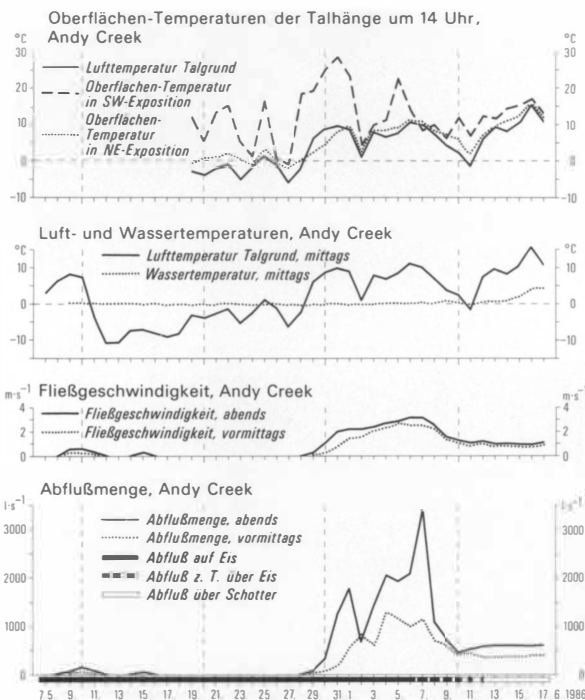 Oberflächen-Temperaturen der Talhänge um 14 Uhr,
Andy Creek
°C °C
30 30
Lufttemperatur Talgrund
Oberflächen-Temperatur
in SW-Exposition
20 20
Oberflächen-
Temperatur
in NE-Exposition
10 10
0 0
-10 -10
Luft- und Wassertemperaturen, Andy Creek
°C °C
Lufttemperatur Talgrund, mittags
Wassertemperatur, mittags
10 10
0 0
-10 -10
Fließgeschwindigkeit, Andy Creek
m·s⁻¹ m·s⁻¹
4 4
Fließgeschwindigkeit, abends
Fließgeschwindigkeit, vormittags
2 2
0 0
Abflußmenge, Andy Creek
l·s⁻¹ l·s⁻¹
3000 3000
Abflußmenge, abends
Abflußmenge, vormittags
Abfluß auf Eis
Abfluß z. T. über Eis
Abfluß über Schotter
2000 2000
1000 1000
0 0
7.5. 9. 11. 13. 15. 17. 19. 21. 23. 25. 27. 29. 31. 1. 3. 5. 7. 9. 11. 13. 15. 17. 6.